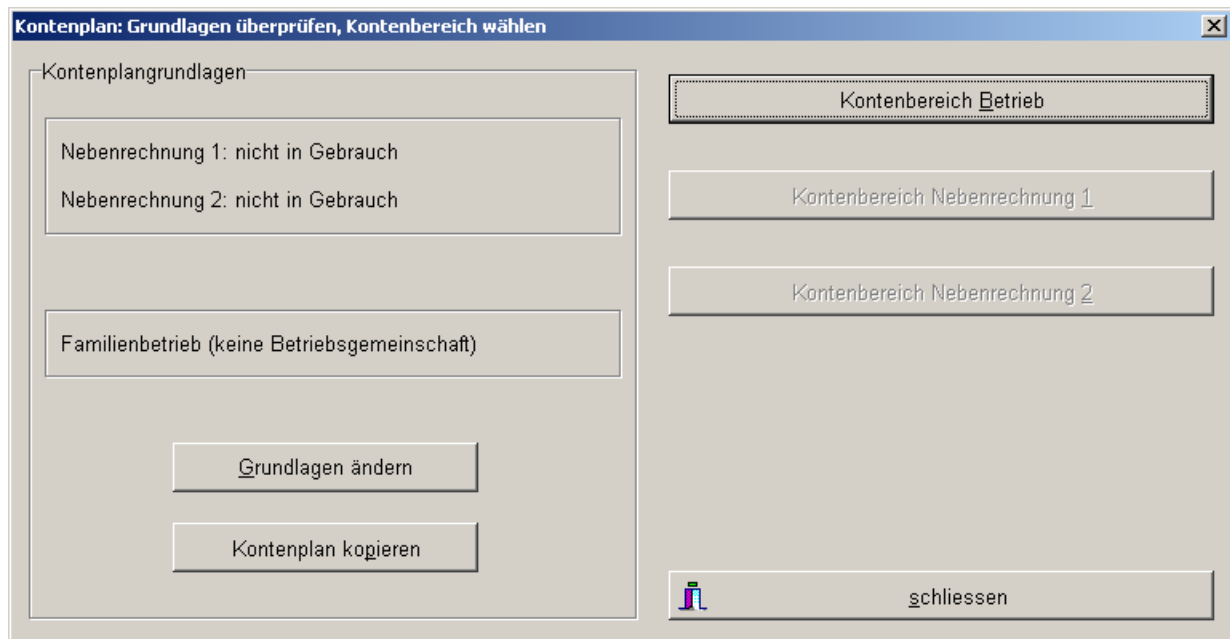 Kontenplan: Grundlagen überprüfen, Kontenbereich wählen
Kontenplangrundlagen
Nebenrechnung 1: nicht in Gebrauch
Nebenrechnung 2: nicht in Gebrauch
Familienbetrieb (keine Betriebsgemeinschaft)
Grundlagen ändern
Kontenplan kopieren
Kontenbereich Betrieb
Kontenbereich Nebenrechnung 1
Kontenbereich Nebenrechnung 2
schliessen